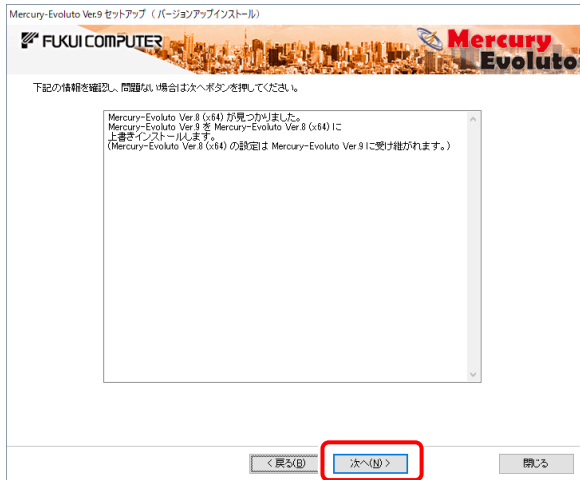 Mercury-Evoluto Ver.9 セットアップ （バージョンアップインストール）
FUKUI COMPUTER
Mercury
Evoluto
下記の情報を確認し、問題ない場合は次へボタンを押してください。
Mercury-Evoluto Ver.8 (x64) が見つかりました。
Mercury-Evoluto Ver.9 を Mercury-Evoluto Ver.8 (x64) に
上書きインストールします。
(Mercury-Evoluto Ver.8 (x64) の設定は Mercury-Evoluto Ver.9 に受け継がれます。)
< 戻る(B)
次へ(N) >
閉じる